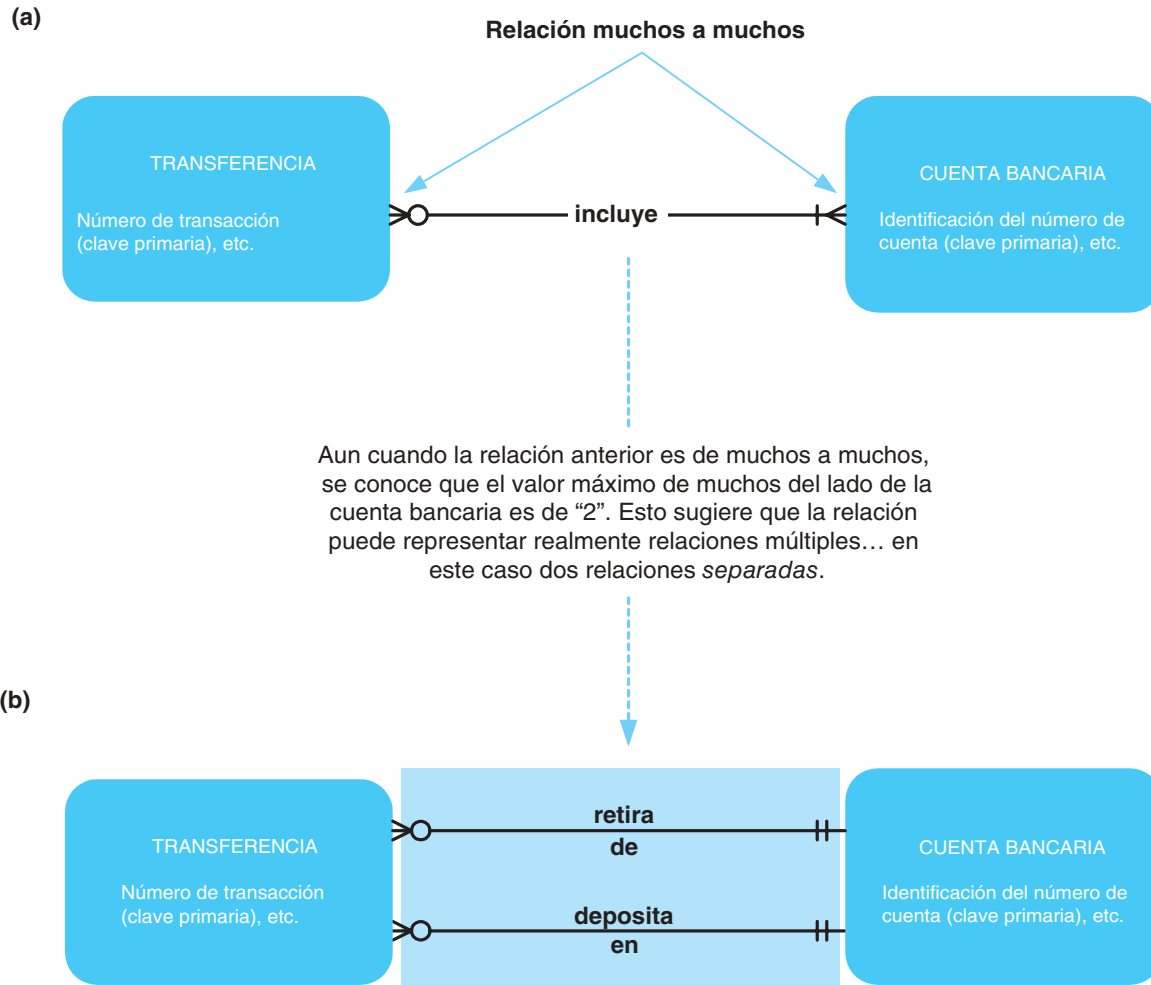 (a)
Relación muchos a muchos
TRANSFERENCIA
Número de transacción
(clave primaria), etc.
incluye
CUENTA BANCARIA
Identificación del número de
cuenta (clave primaria), etc.
Aun cuando la relación anterior es de muchos a muchos,
se conoce que el valor máximo de muchos del lado de la
cuenta bancaria es de “2”. Esto sugiere que la relación
puede representar realmente relaciones múltiples… en
este caso dos relaciones separadas.
(b)
TRANSFERENCIA
Número de transacción
(clave primaria), etc.
retira
de
deposita
en
CUENTA BANCARIA
Identificación del número de
cuenta (clave primaria), etc.